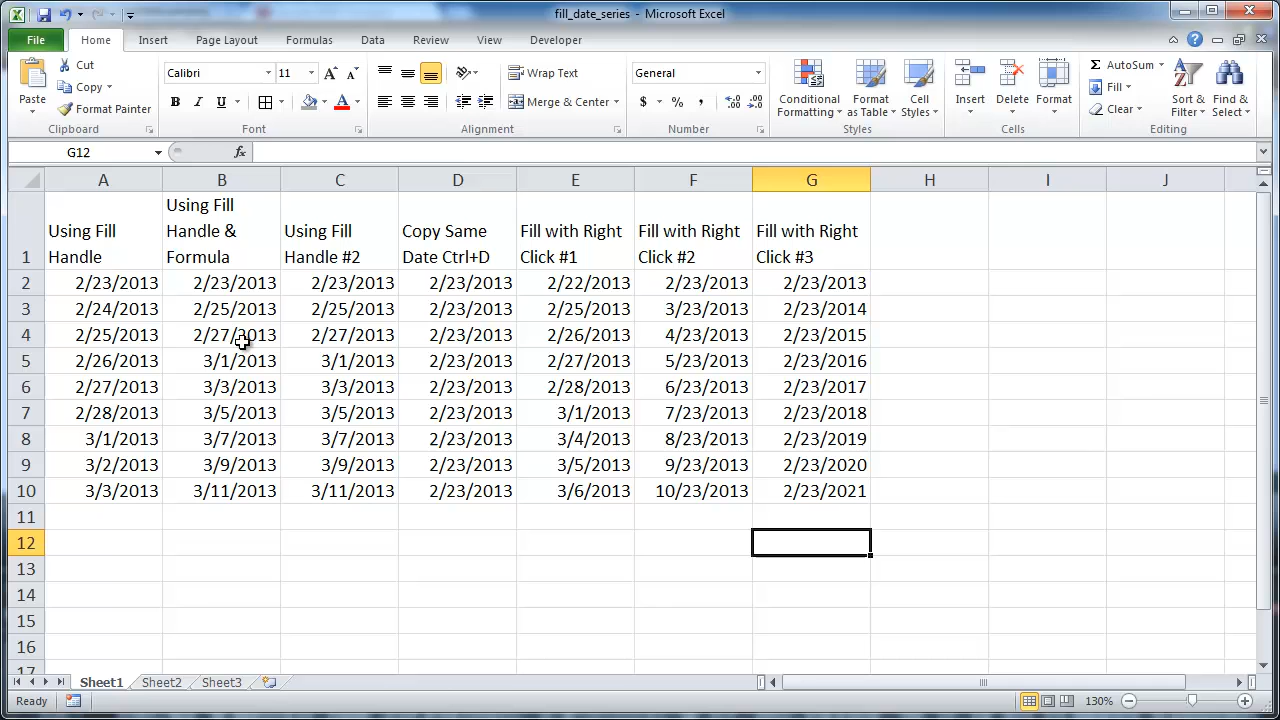 fill_date_series - Microsoft Excel
File Home Insert Page Layout Formulas Data Review View Developer
Paste
Cut
Copy
Format Painter
Calibri 11
B I U A
Wrap Text
Merge & Center
General
$ % ,
Conditional Formatting
Format as Table
Cell Styles
Insert
Delete
Format
AutoSum
Fill
Clear
Sort & Filter
Find & Select
Clipboard Font Alignment Number Styles Cells Editing
G12 fx
A B C D E F G H I J
1 Using Fill Handle
Using Fill Handle & Formula
Using Fill Handle #2
Copy Same Date Ctrl+D
Fill with Right Click #1
Fill with Right Click #2
Fill with Right Click #3
2 2/23/2013 2/23/2013 2/23/2013 2/23/2013 2/22/2013 2/23/2013 2/23/2013
3 2/24/2013 2/25/2013 2/25/2013 2/23/2013 2/25/2013 3/23/2013 2/23/2014
4 2/25/2013 2/27/2013 2/27/2013 2/23/2013 2/26/2013 4/23/2013 2/23/2015
5 2/26/2013 3/1/2013 3/1/2013 2/23/2013 2/27/2013 5/23/2013 2/23/2016
6 2/27/2013 3/3/2013 3/3/2013 2/23/2013 2/28/2013 6/23/2013 2/23/2017
7 2/28/2013 3/5/2013 3/5/2013 2/23/2013 3/1/2013 7/23/2013 2/23/2018
8 3/1/2013 3/7/2013 3/7/2013 2/23/2013 3/4/2013 8/23/2013 2/23/2019
9 3/2/2013 3/9/2013 3/9/2013 2/23/2013 3/5/2013 9/23/2013 2/23/2020
10 3/3/2013 3/11/2013 3/11/2013 2/23/2013 3/6/2013 10/23/2013 2/23/2021
11
12
13
14
15
16
17
Sheet1 Sheet2 Sheet3
Ready 130%